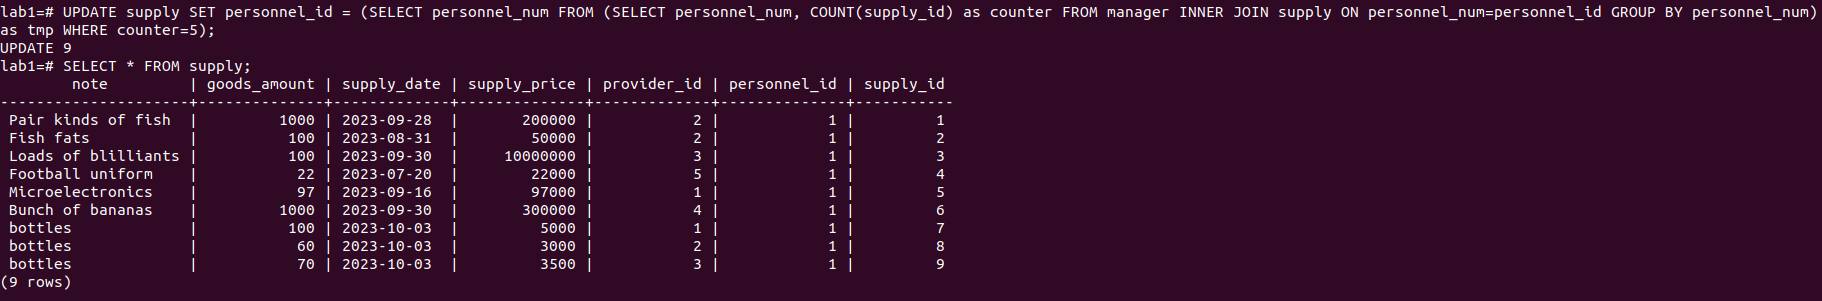 lab1=# UPDATE supply SET personnel_id = (SELECT personnel_num FROM (SELECT personnel_num, COUNT(supply_id) as counter FROM manager INNER JOIN supply ON personnel_num=personnel_id GROUP BY personnel_num)
as tmp WHERE counter=5);
UPDATE 9
lab1=# SELECT * FROM supply;
        note         | goods_amount | supply_date | supply_price | provider_id | personnel_id | supply_id
---------------------+--------------+-------------+--------------+-------------+--------------+-----------
 Pair kinds of fish  |         1000 | 2023-09-28  |       200000 |           2 |            1 |         1
 Fish fats           |          100 | 2023-08-31  |        50000 |           2 |            1 |         2
 Loads of blilliants |          100 | 2023-09-30  |     10000000 |           3 |            1 |         3
 Football uniform    |           22 | 2023-07-20  |        22000 |           5 |            1 |         4
 Microelectronics    |           97 | 2023-09-16  |        97000 |           1 |            1 |         5
 Bunch of bananas    |         1000 | 2023-09-30  |       300000 |           4 |            1 |         6
 bottles             |          100 | 2023-10-03  |         5000 |           1 |            1 |         7
 bottles             |           60 | 2023-10-03  |         3000 |           2 |            1 |         8
 bottles             |           70 | 2023-10-03  |         3500 |           3 |            1 |         9
(9 rows)